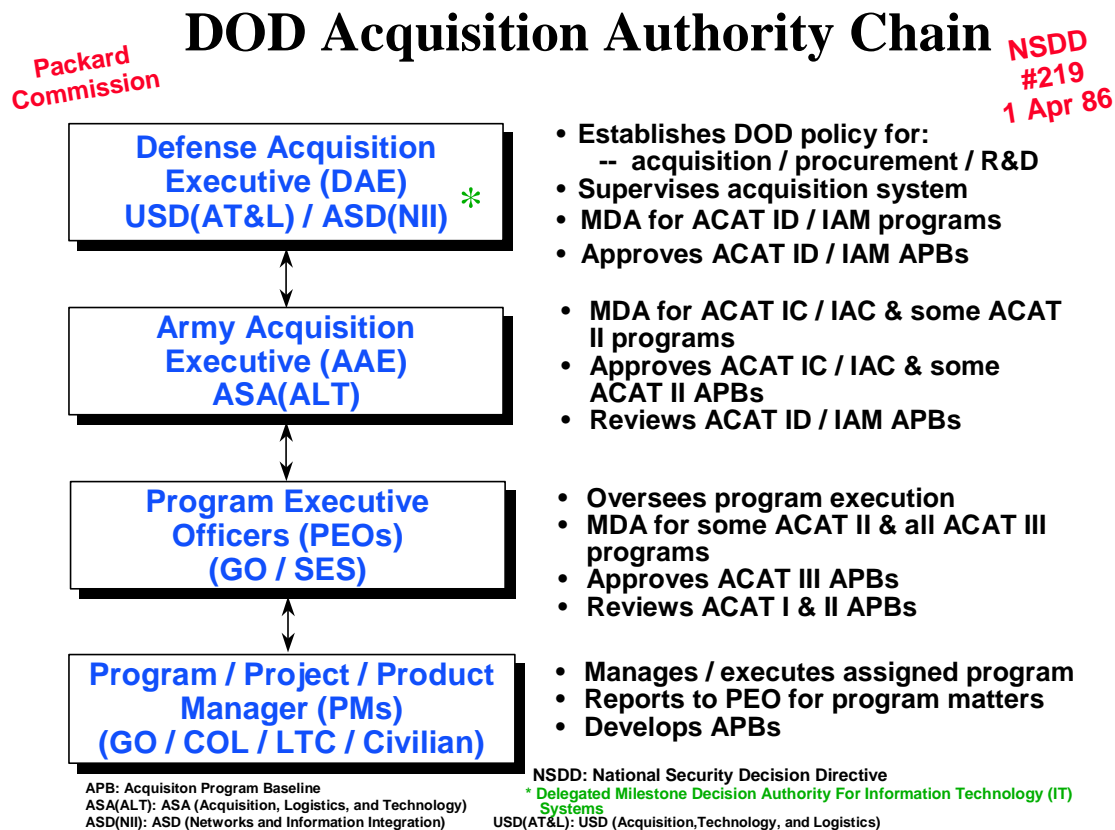 DOD Acquisition Authority Chain
Packard
Commission
NSDD
#219
1 Apr 86
Defense Acquisition
Executive (DAE)
USD(AT&L) / ASD(NII) *
• Establishes DOD policy for:
-- acquisition / procurement / R&D
• Supervises acquisition system
• MDA for ACAT ID / IAM programs
• Approves ACAT ID / IAM APBs
Army Acquisition
Executive (AAE)
ASA(ALT)
• MDA for ACAT IC / IAC & some ACAT
II programs
• Approves ACAT IC / IAC & some
ACAT II APBs
• Reviews ACAT ID / IAM APBs
Program Executive
Officers (PEOs)
(GO / SES)
• Oversees program execution
• MDA for some ACAT II & all ACAT III
programs
• Approves ACAT III APBs
• Reviews ACAT I & II APBs
Program / Project / Product
Manager (PMs)
(GO / COL / LTC / Civilian)
• Manages / executes assigned program
• Reports to PEO for program matters
• Develops APBs
APB: Acquisiton Program Baseline
ASA(ALT): ASA (Acquisition, Logistics, and Technology)
ASD(NII): ASD (Networks and Information Integration)
NSDD: National Security Decision Directive
* Delegated Milestone Decision Authority For Information Technology (IT)
Systems
USD(AT&L): USD (Acquisition,Technology, and Logistics)